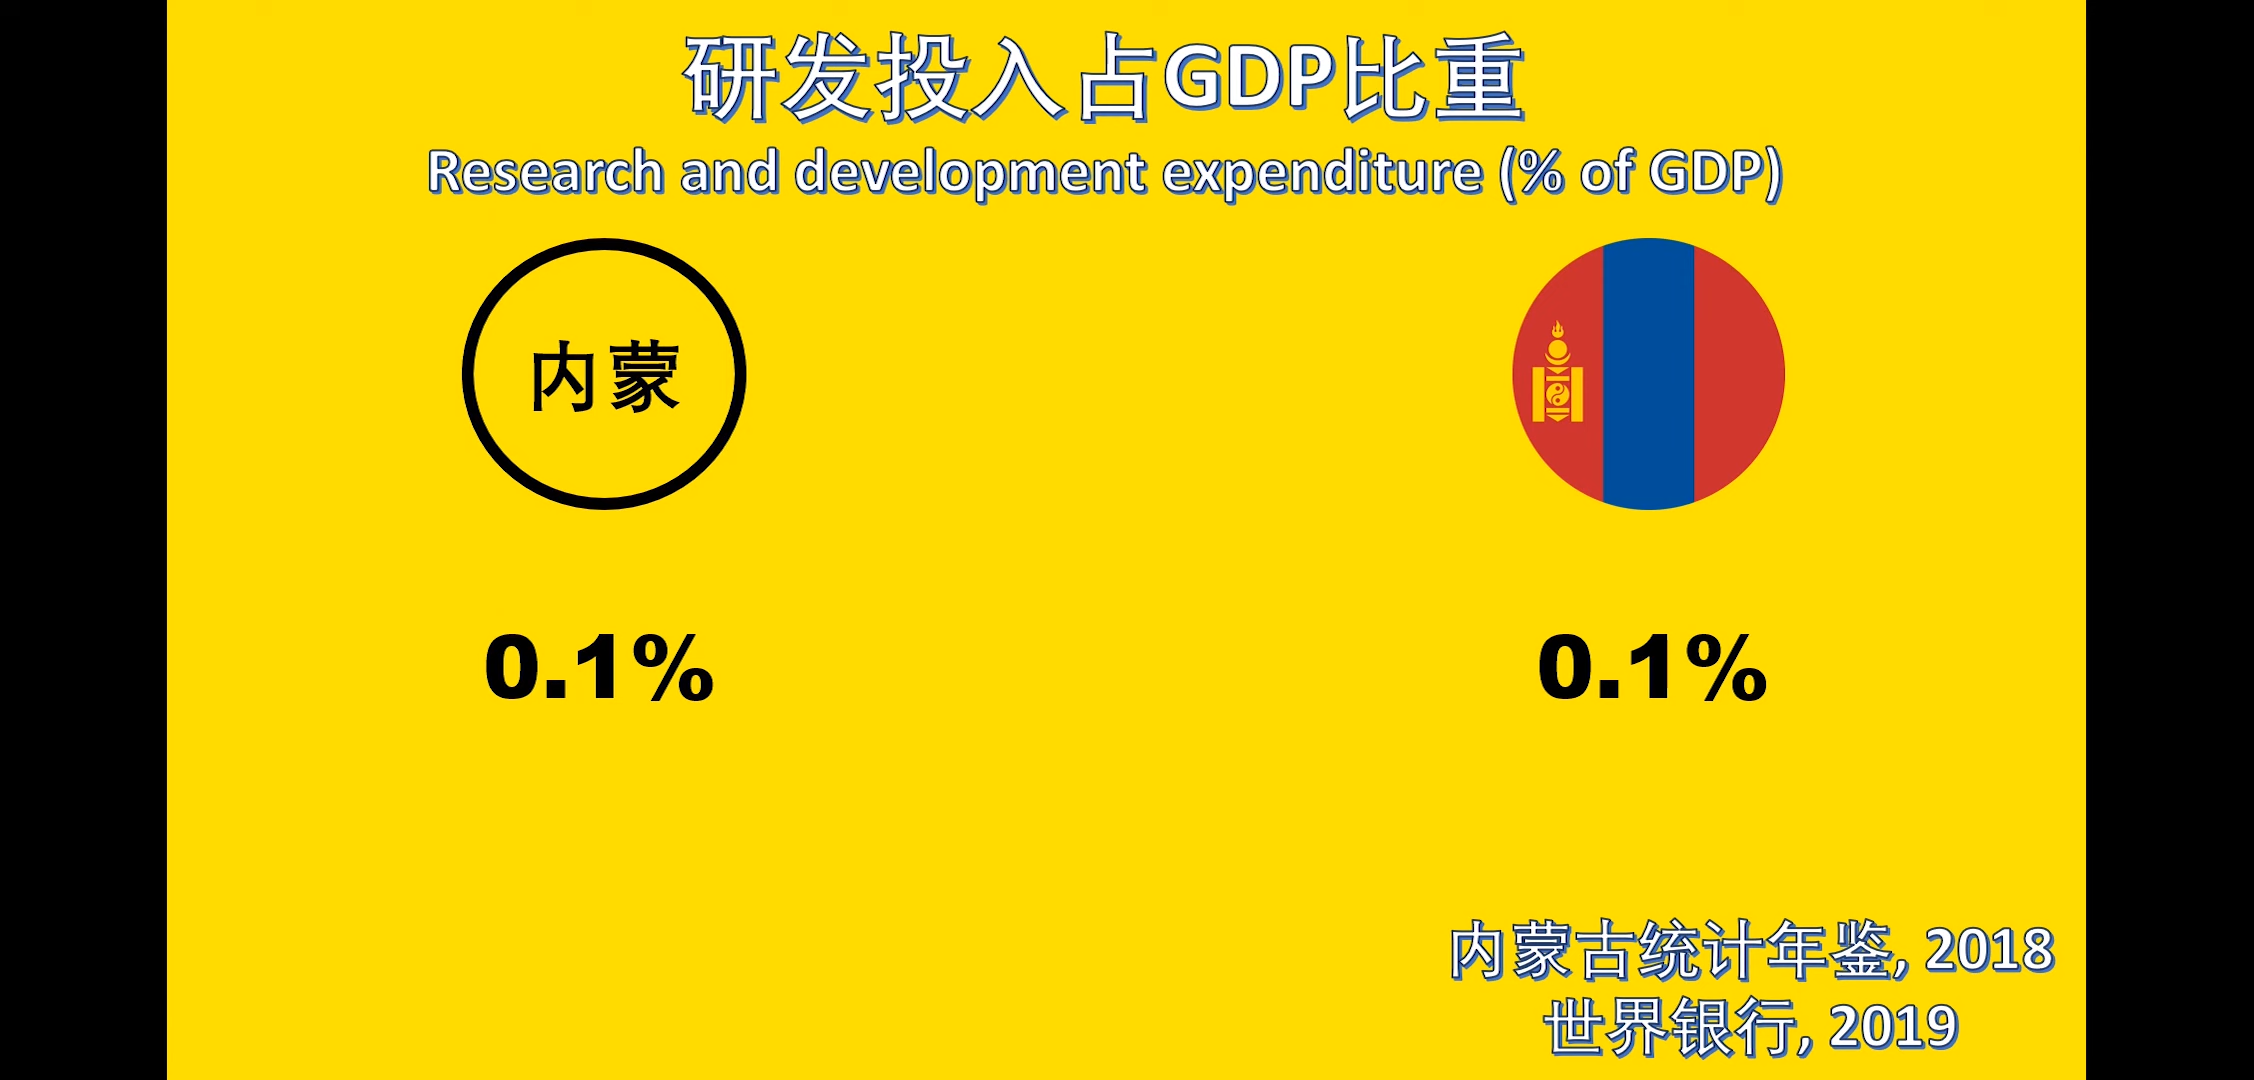 研发投入占GDP比重
Research and development expenditure (% of GDP)
内蒙
0.1%
0.1%
内蒙古统计年鉴, 2018
世界银行, 2019